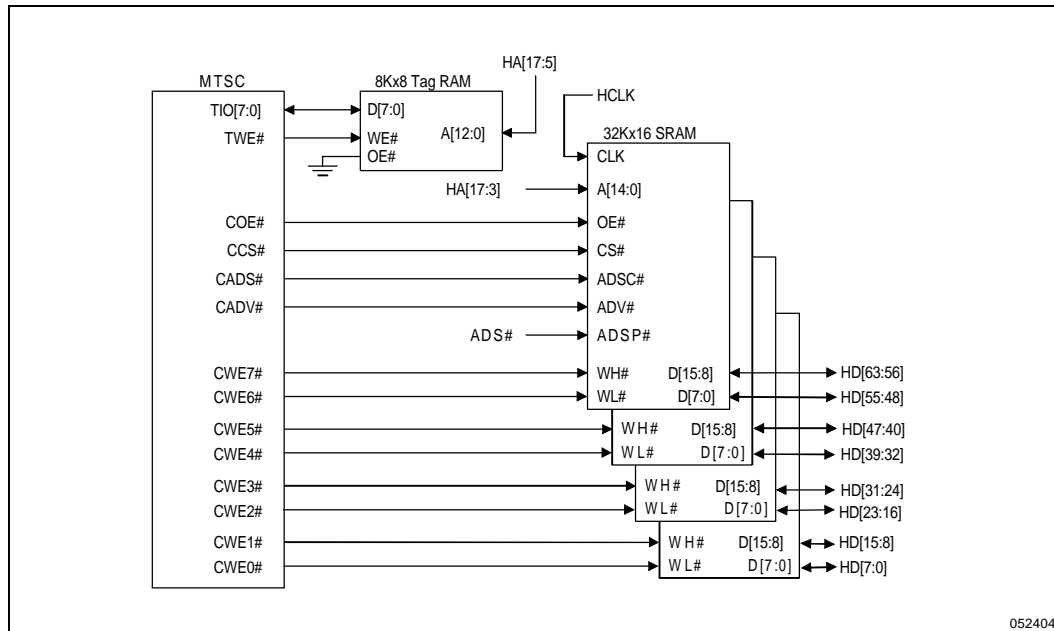 HA[17:5]
MTSC
8Kx8 Tag RAM
HCLK
TIO[7:0]
D[7:0]
A[12:0]
TWE#
WE#
OE#
32Kx16 SRAM
CLK
HA[17:3]
A[14:0]
COE#
OE#
CCS#
CS#
CADS#
ADSC#
CADV#
ADV#
ADS#
ADSP#
CWE7#
WH#
D[15:8]
HD[63:56]
CWE6#
WL#
D[7:0]
HD[55:48]
CWE5#
WH#
D[15:8]
HD[47:40]
CWE4#
WL#
D[7:0]
HD[39:32]
CWE3#
WH#
D[15:8]
HD[31:24]
CWE2#
WL#
D[7:0]
HD[23:16]
CWE1#
WH#
D[15:8]
HD[15:8]
CWE0#
WL#
D[7:0]
HD[7:0]
052404